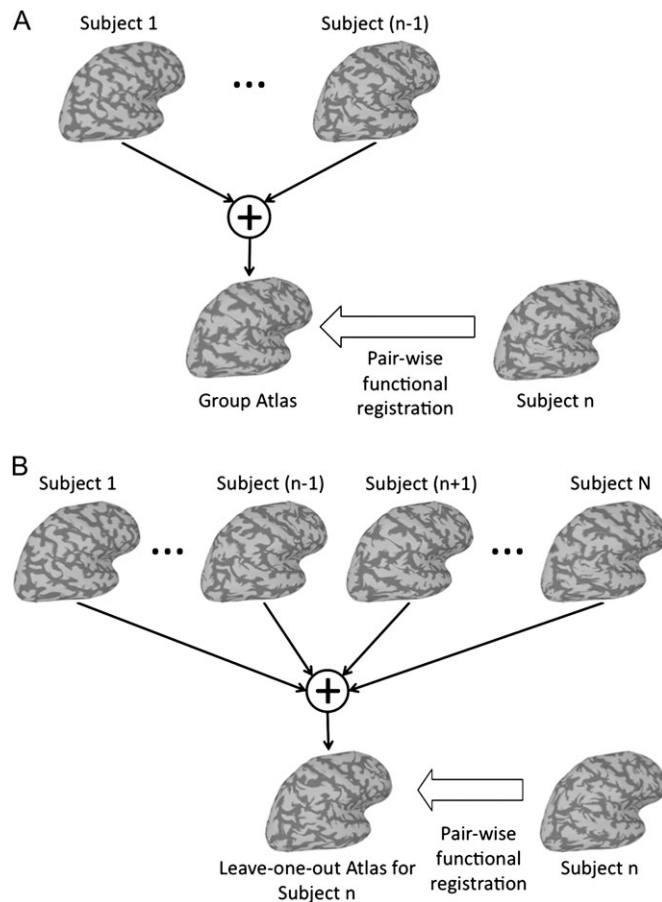 A
Subject 1
Subject (n-1)
...
+
Pair-wise
functional
registration
Group Atlas
Subject n
B
Subject 1
Subject (n-1)
Subject (n+1)
Subject N
...
...
+
Pair-wise
functional
registration
Leave-one-out Atlas for
Subject n
Subject n